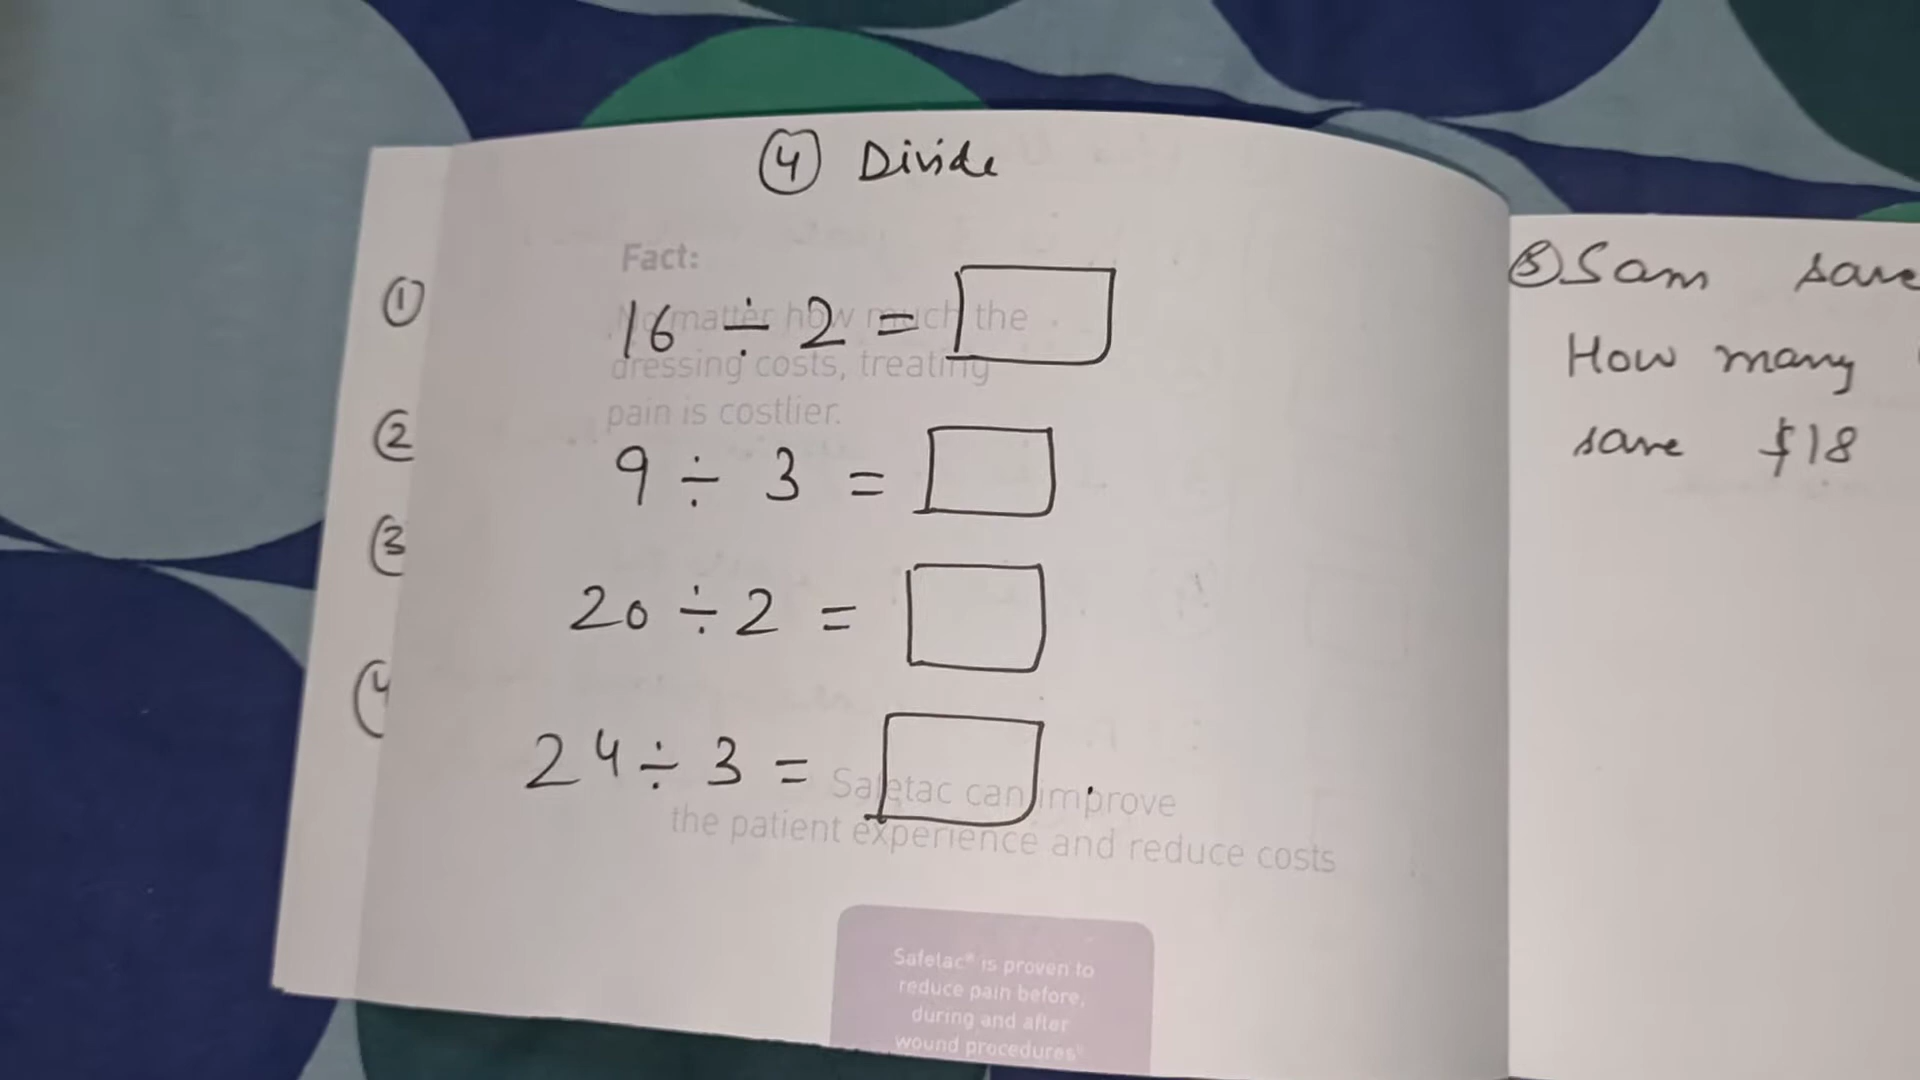 ④ Divide
Fact:
No matter how much the
dressing costs, treating
pain is costlier.
①
②
③
16 ÷ 2 =
9 ÷ 3 =
20 ÷ 2 =
24 ÷ 3 =
Safetac can improve
the patient experience and reduce costs
Safetac® is proven to
reduce pain before,
during and after
wound procedures
Sam save
How many
save $18